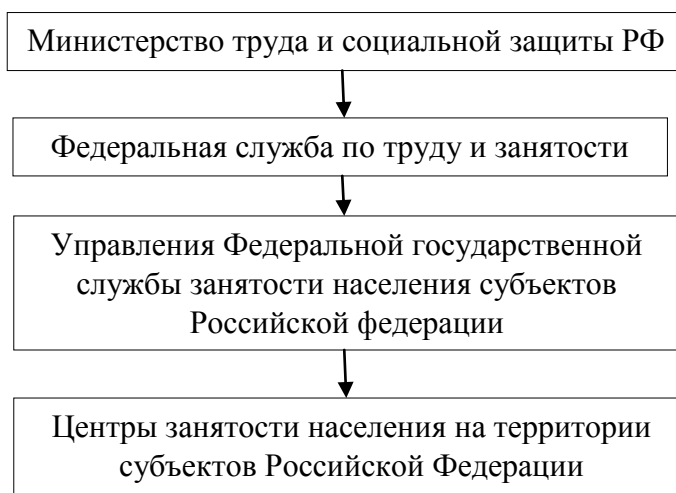 Министерство труда и социальной защиты РФ
Федеральная служба по труду и занятости
Управления Федеральной государственной
службы занятости населения субъектов
Российской федерации
Центры занятости населения на территории
субъектов Российской Федерации